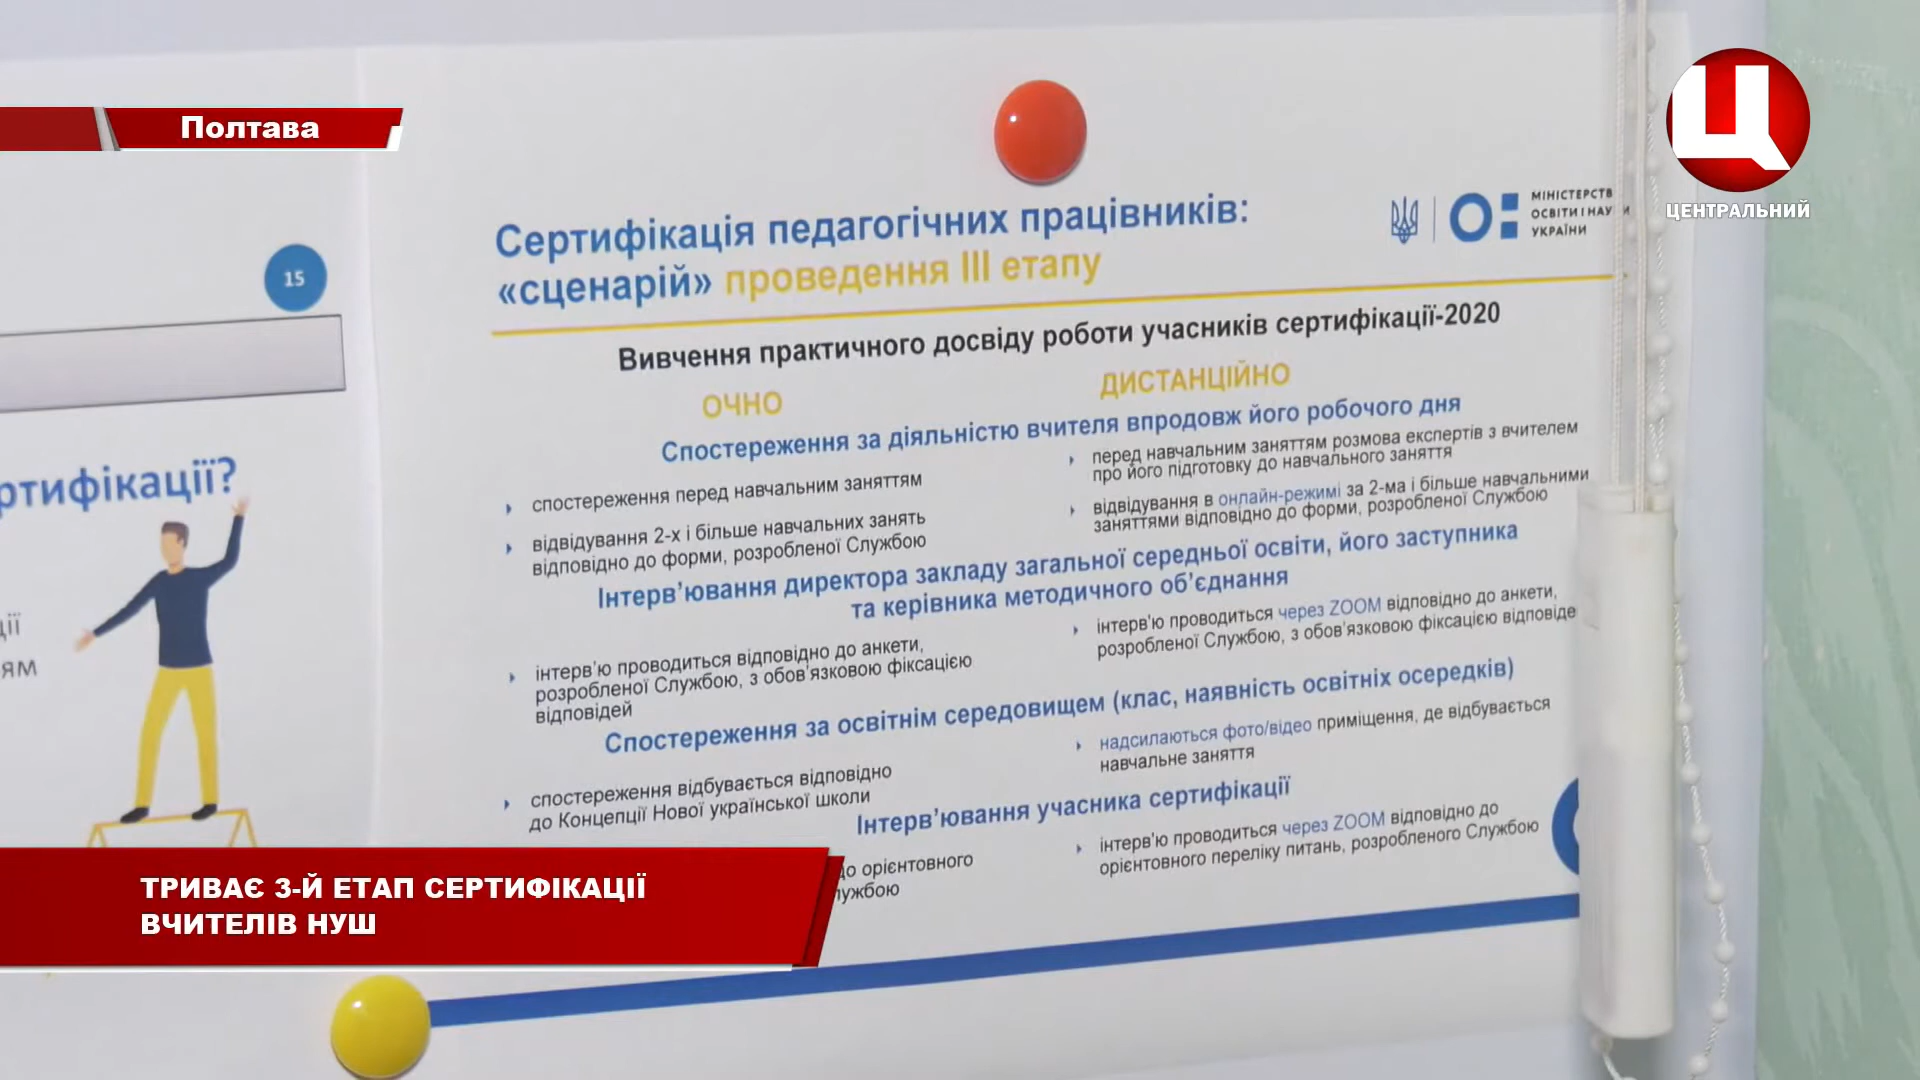 Полтава
Ц
ЦЕНТРАЛЬНИЙ
15
ртифікації?
ції
ям
Сертифікація педагогічних працівників:
«сценарій» проведення III етапу
МІНІСТЕРСТВ
ОСВІТИ І НАУ И
УКРАЇНИ
Вивчення практичного досвіду роботи учасників сертифікації-2020
ОЧНО
ДИСТАНЦІЙНО
Спостереження за діяльністю вчителя впродовж його робочого дня
спостереження перед навчальним заняттям
відвідування 2-х і більше навчальних занять
відповідно до форми, розробленої Службою
перед навчальним заняттям розмова експертів з вчителем
про його підготовку до навчального заняття
відвідування в онлайн-режимі за 2-ма і більше навчальними
заняттями відповідно до форми, розробленої Службою
Інтерв'ювання директора закладу загальної середньої освіти, його заступника
та керівника методичного об'єднання
інтерв'ю проводиться відповідно до анкети,
розробленої Службою, з обов'язковою фіксацією
відповідей
інтерв'ю проводиться через ZOOM відповідно до анкети,
розробленої Службою, з обов'язковою фіксацією відповіде
Спостереження за освітнім середовищем (клас, наявність освітніх осередків)
спостереження відбувається відповідно
до Концепції Нової української школи
надсилаються фото/відео приміщення, де відбувається
навчальне заняття
Інтерв'ювання учасника сертифікації
до орієнтовного
лужбою
інтерв'ю проводиться через ZOOM відповідно до
орієнтовного переліку питань, розробленого Службою
ТРИВАЄ 3-Й ЕТАП СЕРТИФІКАЦІЇ
ВЧИТЕЛІВ НУШ